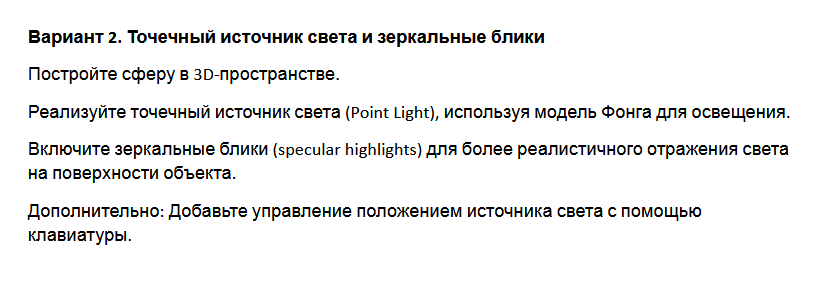 Вариант 2. Точечный источник света и зеркальные блики
Постройте сферу в 3D-пространстве.
Реализуйте точечный источник света (Point Light), используя модель Фонга для освещения.
Включите зеркальные блики (specular highlights) для более реалистичного отражения света
на поверхности объекта.
Дополнительно: Добавьте управление положением источника света с помощью
клавиатуры.